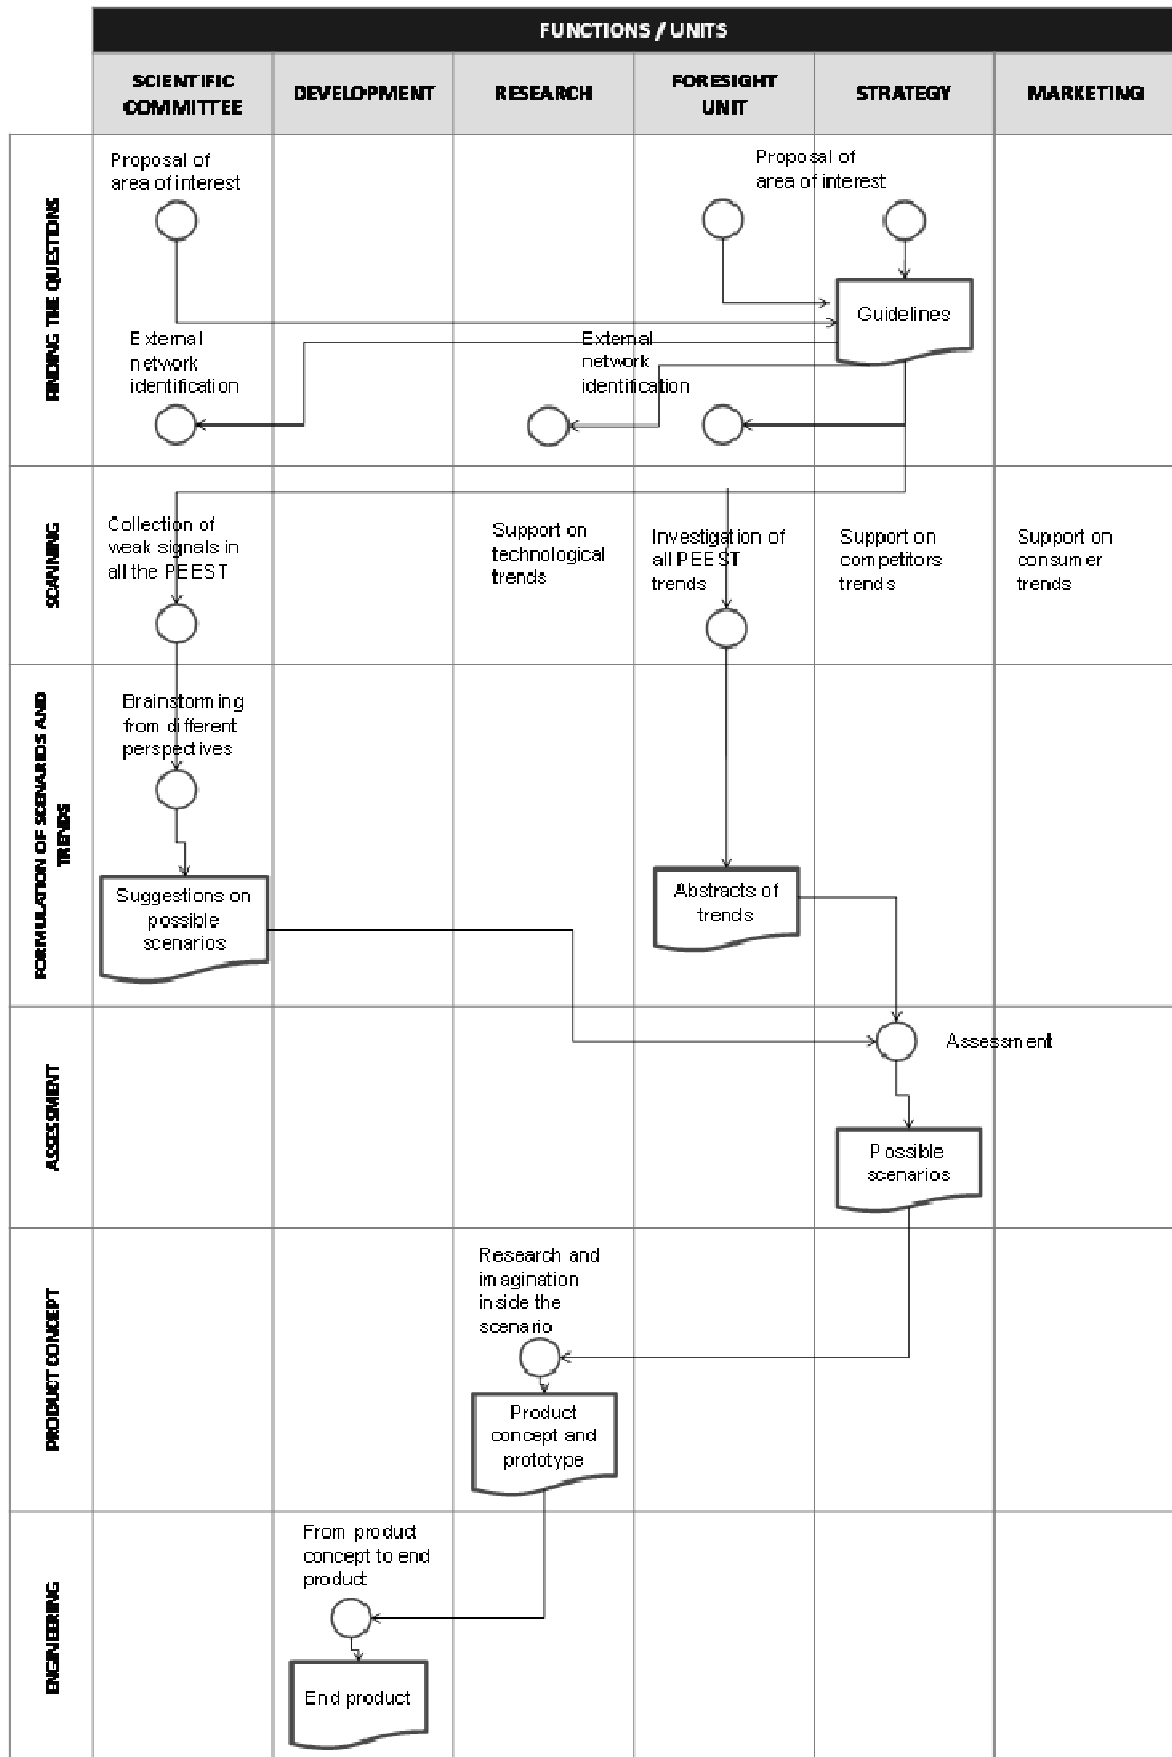 FUNCTIONS / UNITS
SCIENTIFIC
COMMITTEE
DEVELOPMENT
RESEARCH
FORESIGHT
UNIT
STRATEGY
MARKETING
FINDING THE QUESTIONS
Proposal of
area of interest
Proposal of
area of interest
Guidelines
External
network
identification
External
network
identification
SCANNING
Collection of
weak signals in
all the PEEST
Support on
technological
trends
Investigation of
all PEEST
trends
Support on
competitors
trends
Support on
consumer
trends
FORMULATION OF SCENARIOS AND
TRENDS
Brainstorming
from different
perspectives
Suggestions on
possible
scenarios
Abstracts of
trends
ASSESSMENT
Assessment
Possible
scenarios
PRODUCT CONCEPT
Research and
imagination
inside the
scenario
Product
concept and
prototype
ENGINEERING
From product
concept to end
product
End product